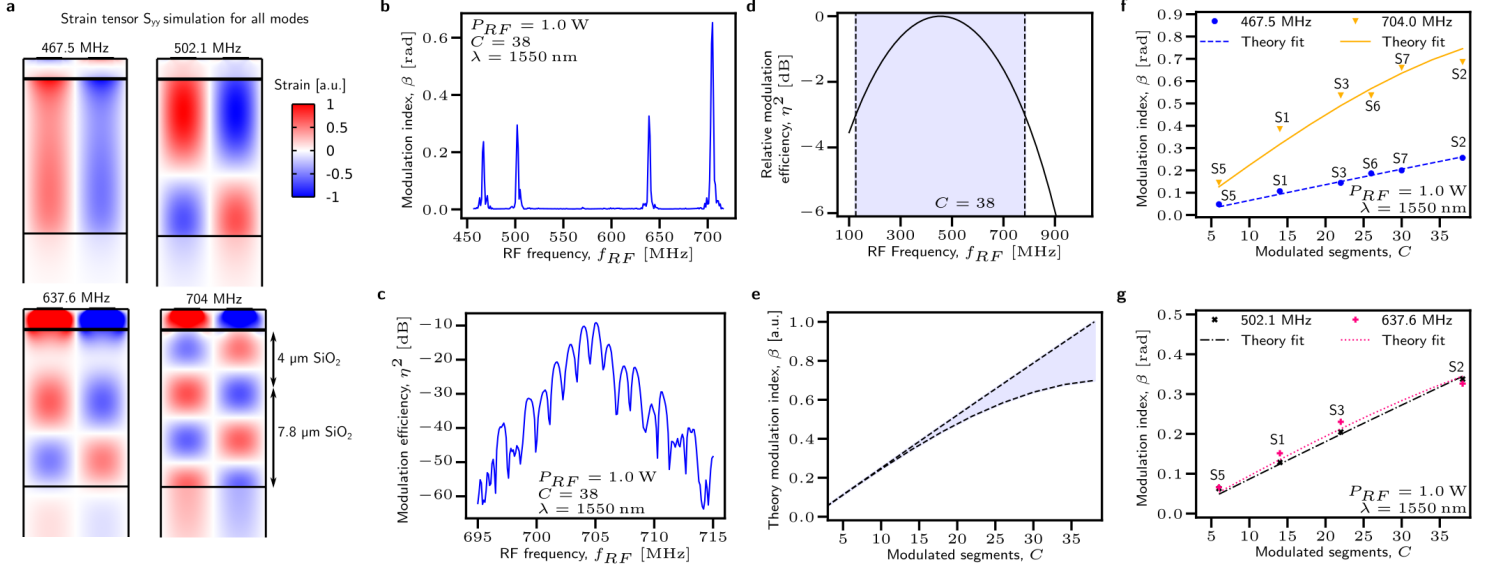 a
Strain tensor Syy simulation for all modes
467.5 MHz
502.1 MHz
Strain [a.u.]
1
0.5
0
-0.5
-1
637.6 MHz
704 MHz
4 µm SiO2
7.8 µm SiO2
b
Modulation index, β [rad]
0.6
0.4
0.2
0.0
P_RF = 1.0 W
C = 38
λ = 1550 nm
450 500 550 600 650 700
RF frequency, f_RF [MHz]
c
Modulation efficiency, η² [dB]
−10
−20
−30
−40
−50
−60
P_RF = 1.0 W
C = 38
λ = 1550 nm
695 700 705 710 715
RF frequency, f_RF [MHz]
d
Relative modulation
efficiency, η² [dB]
0
−2
−4
−6
C = 38
100 300 500 700 900
RF Frequency, f_RF [MHz]
e
Theory modulation index, β [a.u.]
1.0
0.8
0.6
0.4
0.2
0.0
5 10 15 20 25 30 35
Modulated segments, C
f
Modulation index, β [rad]
0.9
0.8
0.7
0.6
0.5
0.4
0.3
0.2
0.1
0.0
467.5 MHz
Theory fit
704.0 MHz
Theory fit
S5
S1
S3
S6
S7
S2
S5
S1
S3
S6
S7
S2
P_RF = 1.0 W
λ = 1550 nm
5 10 15 20 25 30 35
Modulated segments, C
g
Modulation index, β [rad]
0.5
0.4
0.3
0.2
0.1
0.0
502.1 MHz
Theory fit
637.6 MHz
Theory fit
S5
S1
S3
S2
P_RF = 1.0 W
λ = 1550 nm
5 10 15 20 25 30 35
Modulated segments, C